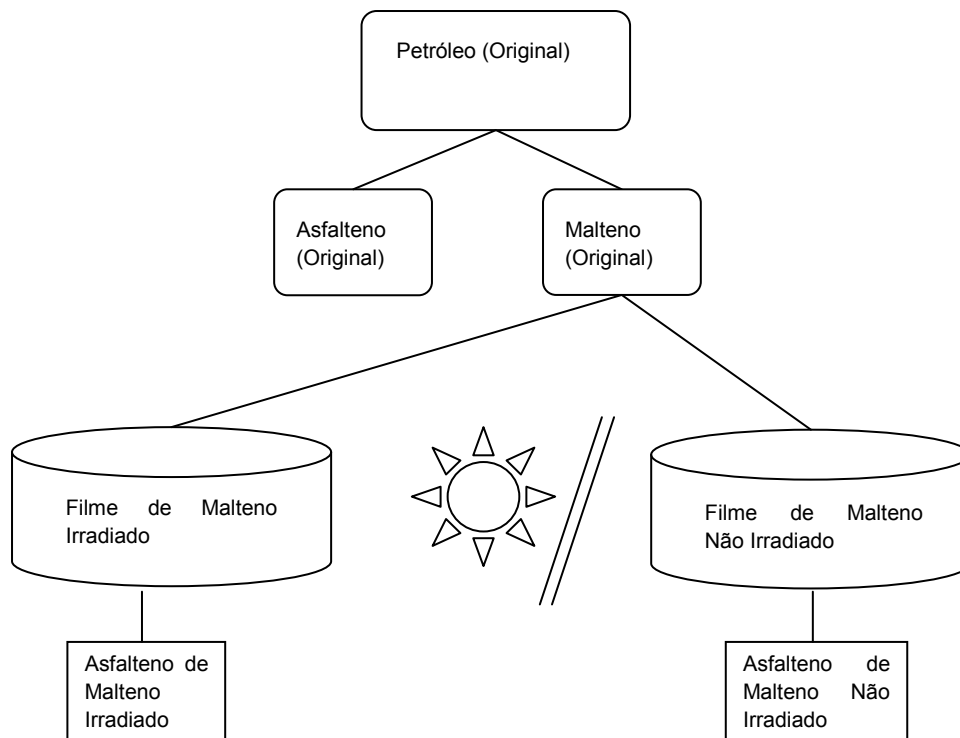 Petróleo (Original)
Asfalteno
(Original)
Malteno
(Original)
Filme de Malteno
Irradiado
Filme de Malteno
Não Irradiado
Asfalteno de
Malteno
Irradiado
Asfalteno de
Malteno Não
Irradiado